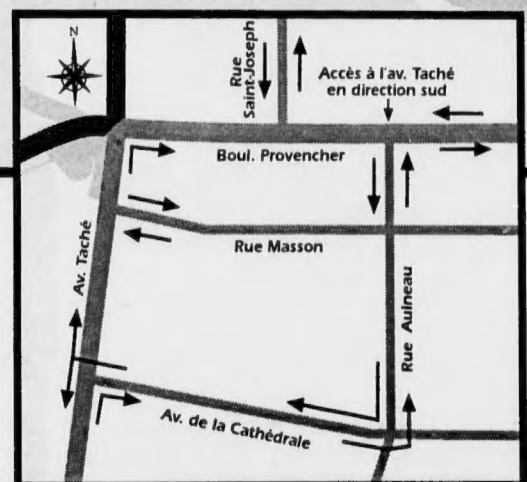 N
Rue
Saint-Joseph
Accès à l'av. Taché
en direction sud
Boul. Provencher
Rue Masson
Av. Taché
Rue Aulneau
Av. de la Cathédrale